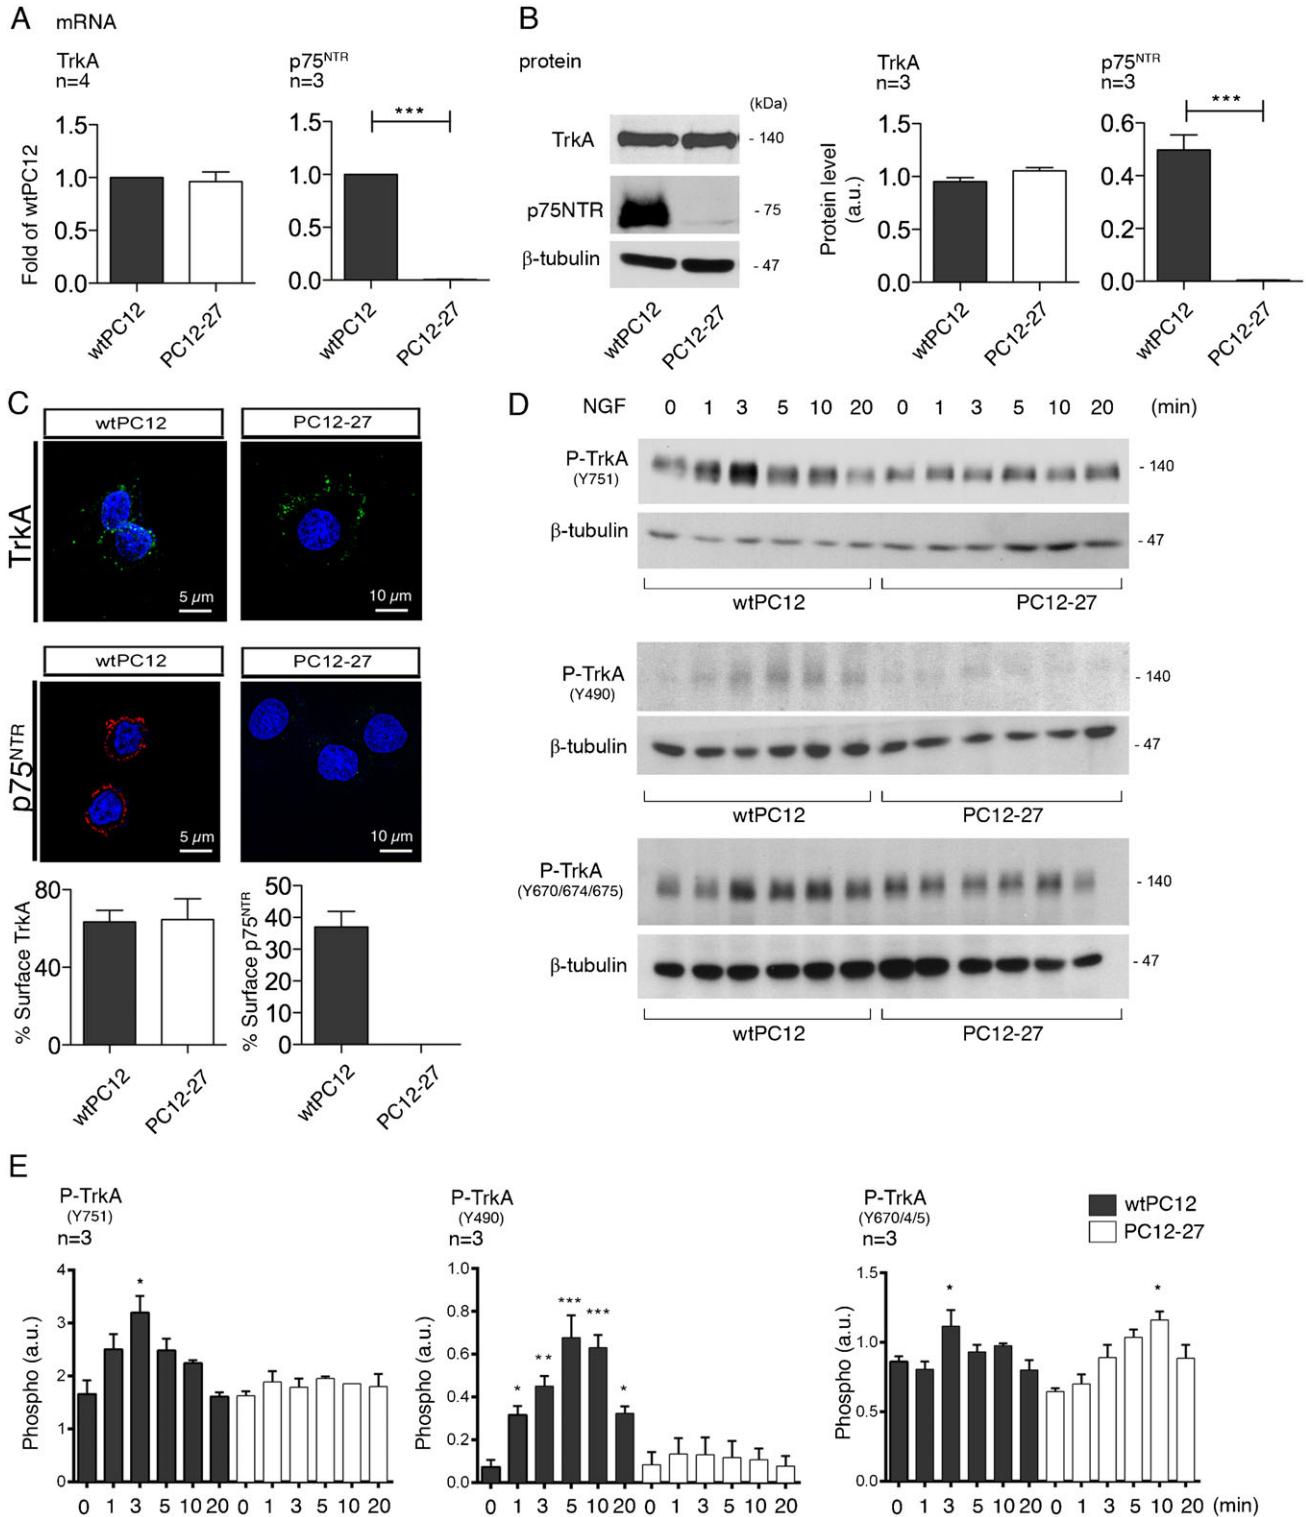 A mRNA
TrkA
n=4
p75NTR
n=3
***
Fold of wtPC12
1.5
1.0
0.5
0.0
1.5
1.0
0.5
0.0
wtPC12
PC12-27
wtPC12
PC12-27
B
protein
(kDa)
TrkA
- 140
p75NTR
- 75
β-tubulin
- 47
wtPC12
PC12-27
TrkA
n=3
p75NTR
n=3
***
Protein level
(a.u.)
1.5
1.0
0.5
0.0
0.6
0.4
0.2
0.0
wtPC12
PC12-27
wtPC12
PC12-27
C
wtPC12
PC12-27
TrkA
5 µm
10 µm
wtPC12
PC12-27
p75NTR
5 µm
10 µm
% Surface TrkA
80
40
0
wtPC12
PC12-27
% Surface p75NTR
50
40
30
20
10
0
wtPC12
PC12-27
D NGF 0 1 3 5 10 20 0 1 3 5 10 20 (min)
P-TrkA
(Y751)
- 140
β-tubulin
- 47
wtPC12 PC12-27
P-TrkA
(Y490)
- 140
β-tubulin
- 47
wtPC12 PC12-27
P-TrkA
(Y670/674/675)
- 140
β-tubulin
- 47
wtPC12 PC12-27
E
P-TrkA
(Y751)
n=3
Phospho (a.u.)
4
3
2
1
0
*
0 1 3 5 10 20 0 1 3 5 10 20
P-TrkA
(Y490)
n=3
Phospho (a.u.)
1.0
0.8
0.6
0.4
0.2
0.0
* ** *** *** *
0 1 3 5 10 20 0 1 3 5 10 20
P-TrkA
(Y670/4/5)
n=3
wtPC12
PC12-27
Phospho (a.u.)
1.5
1.0
0.5
0.0
* *
0 1 3 5 10 20 0 1 3 5 10 20 (min)